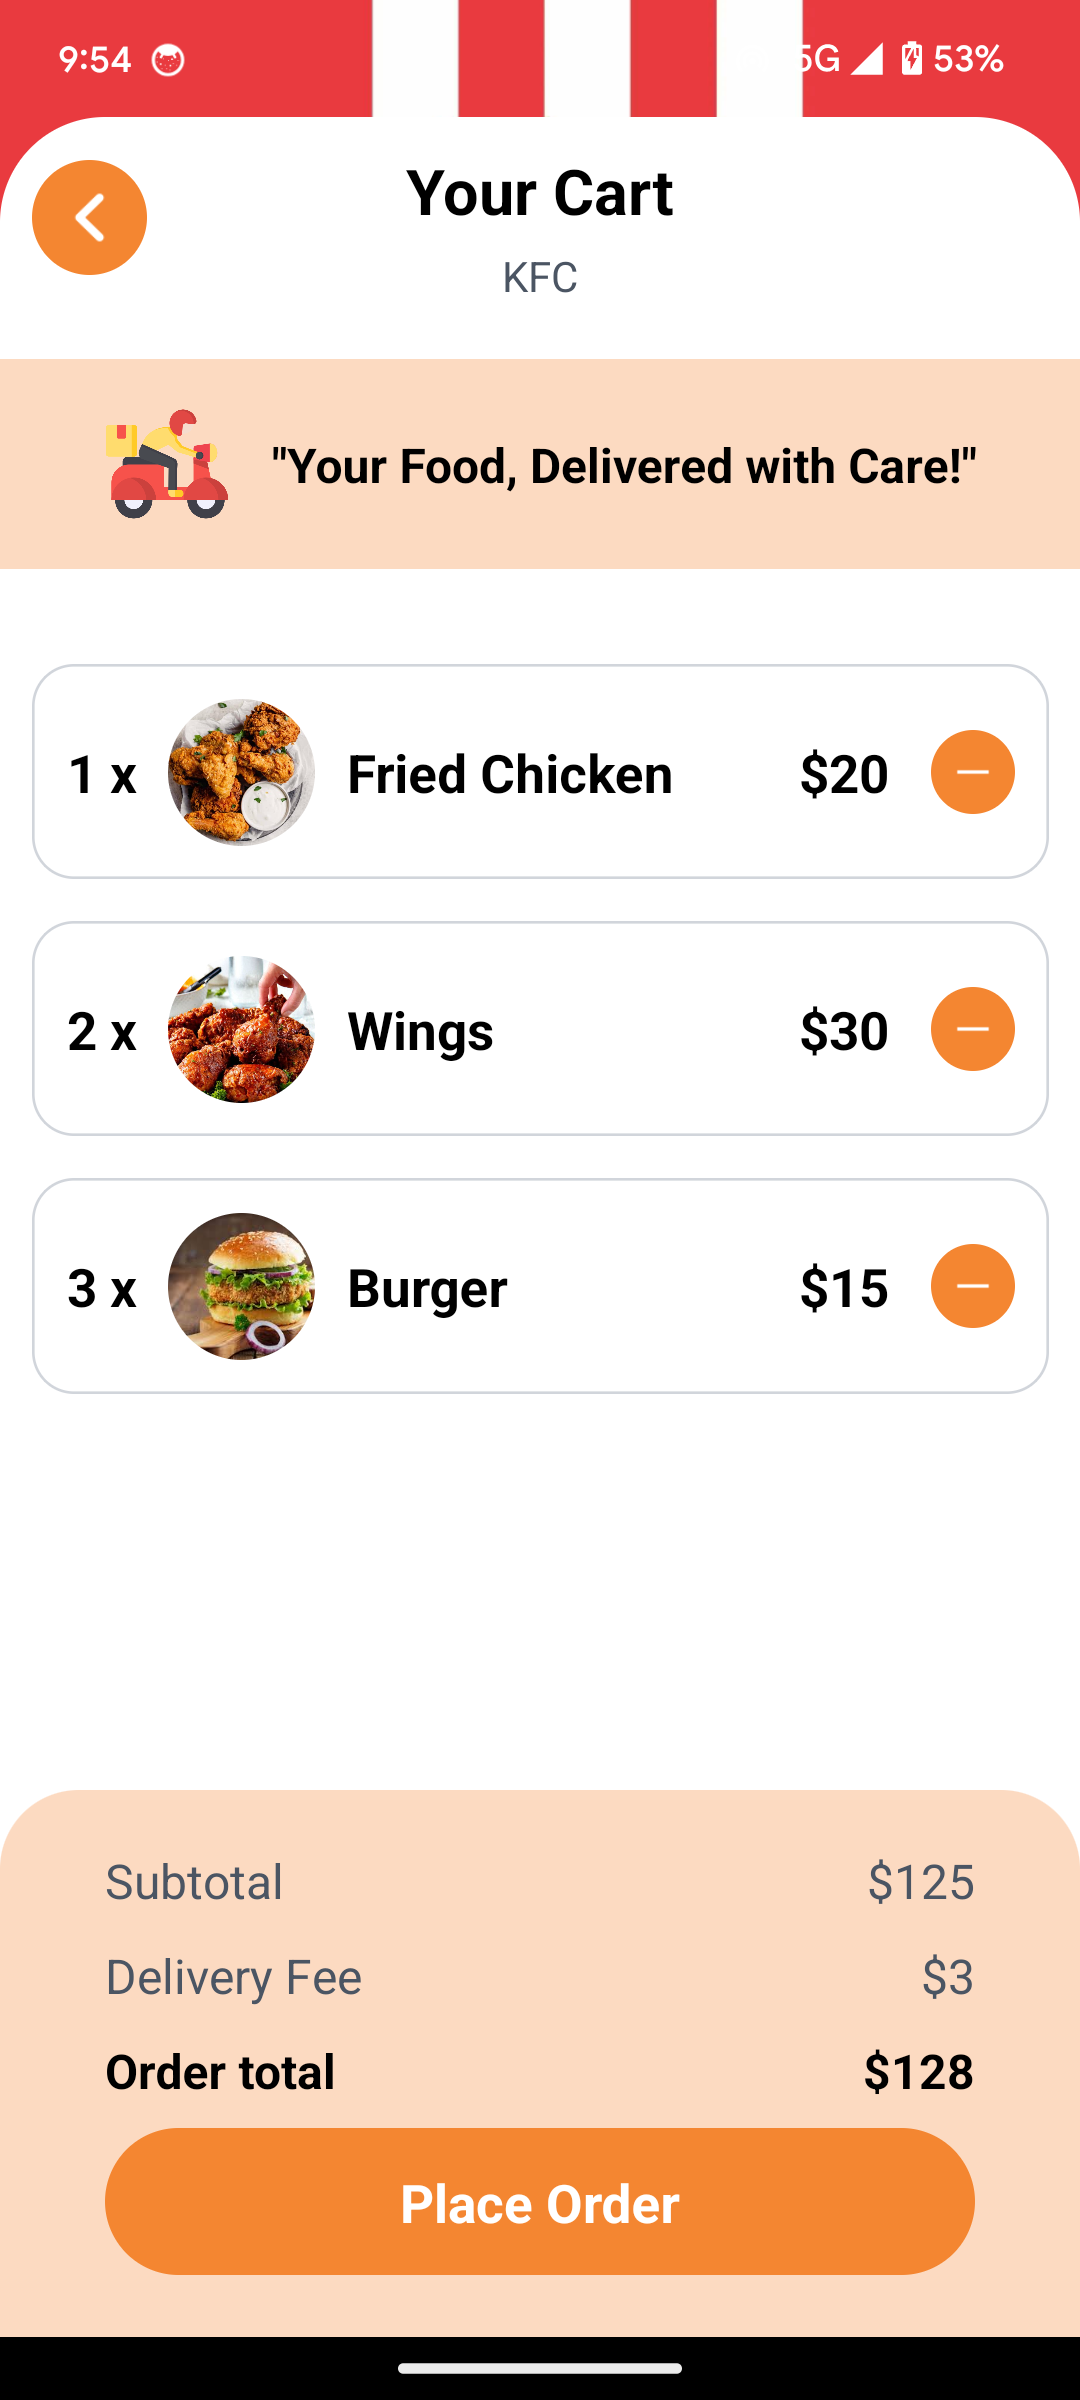 9:54 5G 53%
Your Cart
KFC
"Your Food, Delivered with Care!"
1 x Fried Chicken $20
2 x Wings $30
3 x Burger $15
Subtotal $125
Delivery Fee $3
Order total $128
Place Order